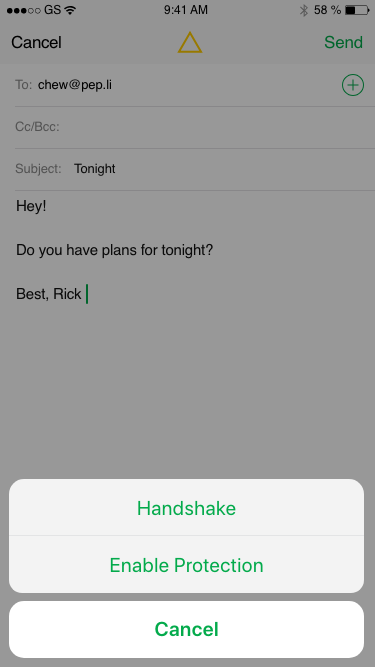 GS 9:41 AM 58 %
Cancel Send
To: chew@pep.li
Cc/Bcc:
Subject: Tonight
Hey!
Do you have plans for tonight?
Best, Rick
Handshake
Enable Protection
Cancel